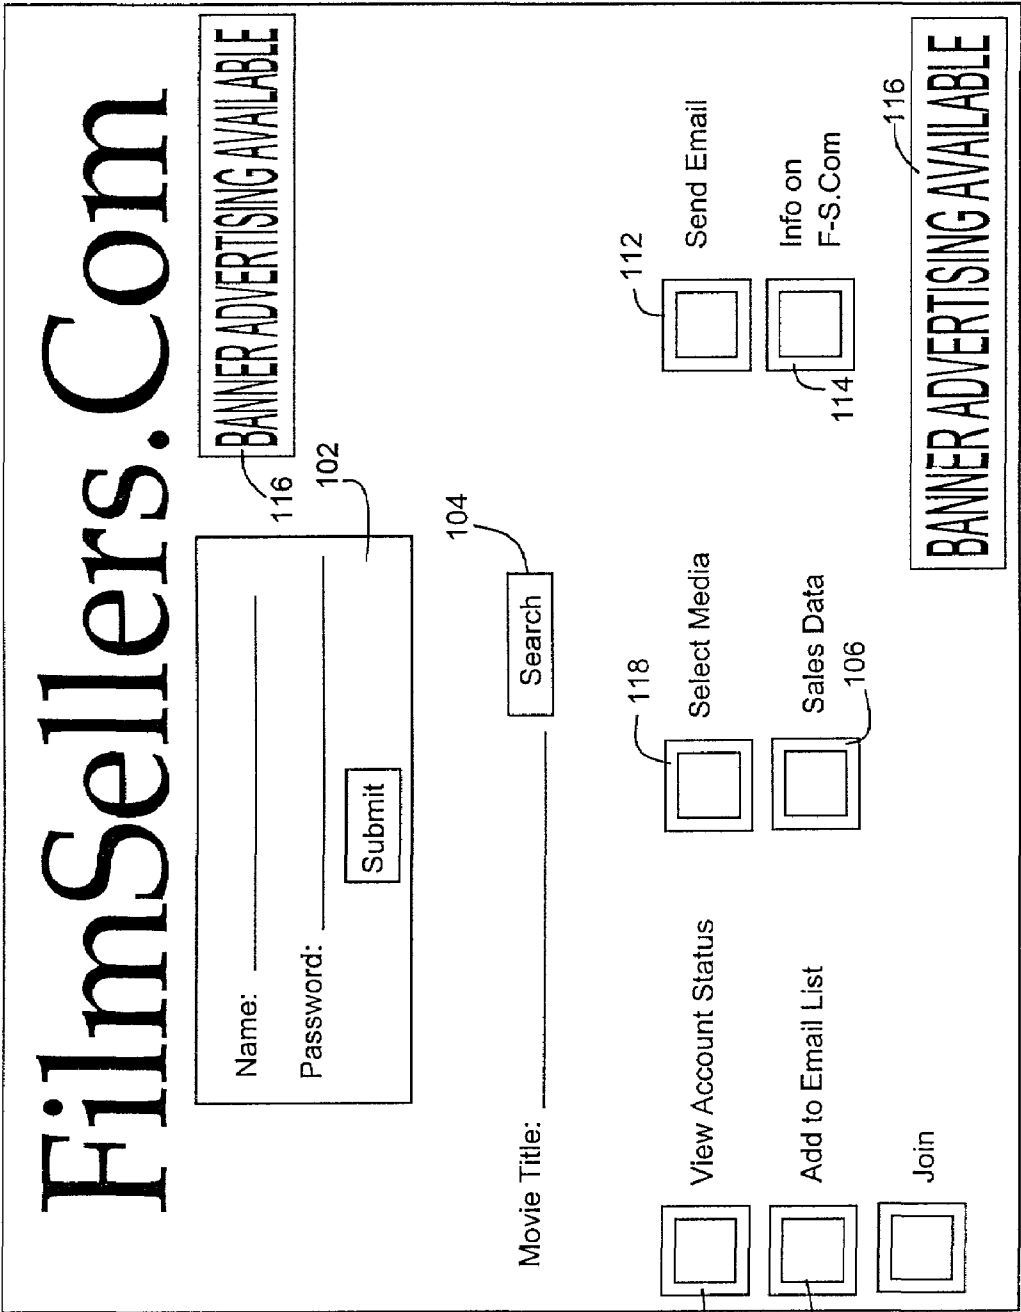 FilmSellers.Com
BANNER ADVERTISING AVAILABLE
116
Name:
102
Password:
Submit
104
Movie Title:
Search
118
112
View Account Status
Select Media
Send Email
Add to Email List
Sales Data
Info on
F-S.Com
106
114
Join
116
BANNER ADVERTISING AVAILABLE